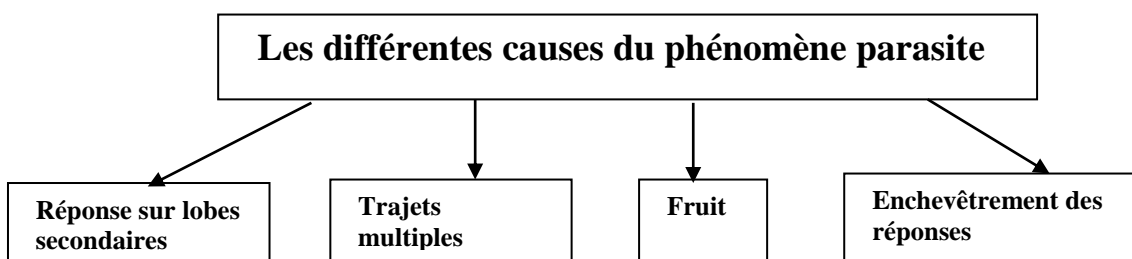 Les différentes causes du phénomène parasite
Réponse sur lobes
secondaires
Trajets
multiples
Fruit
Enchevêtrement des
réponses